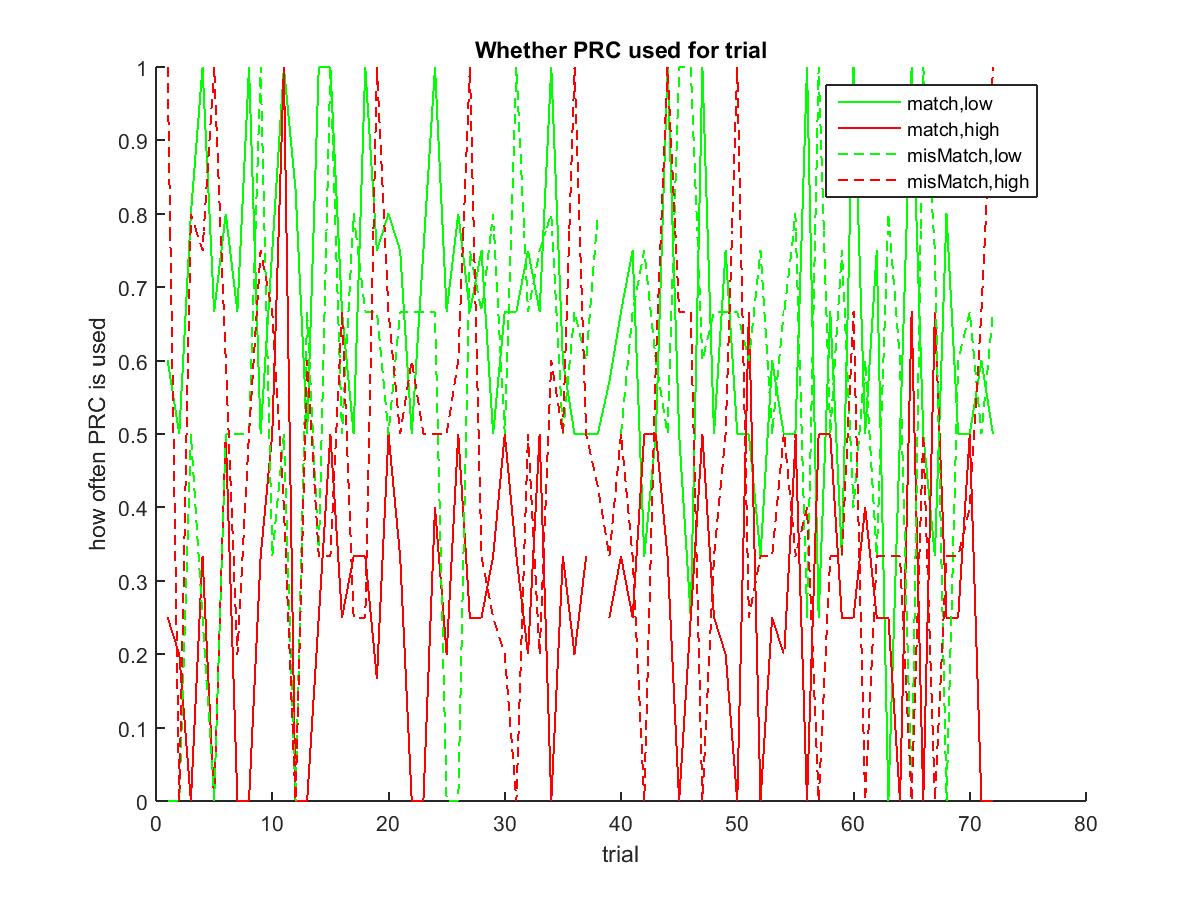 Whether PRC used for trial
1
0.9
0.8
0.7
0.6
0.5
0.4
0.3
0.2
0.1
0
how often PRC is used
match,low
match,high
misMatch,low
misMatch,high
0 10 20 30 40 50 60 70 80
trial